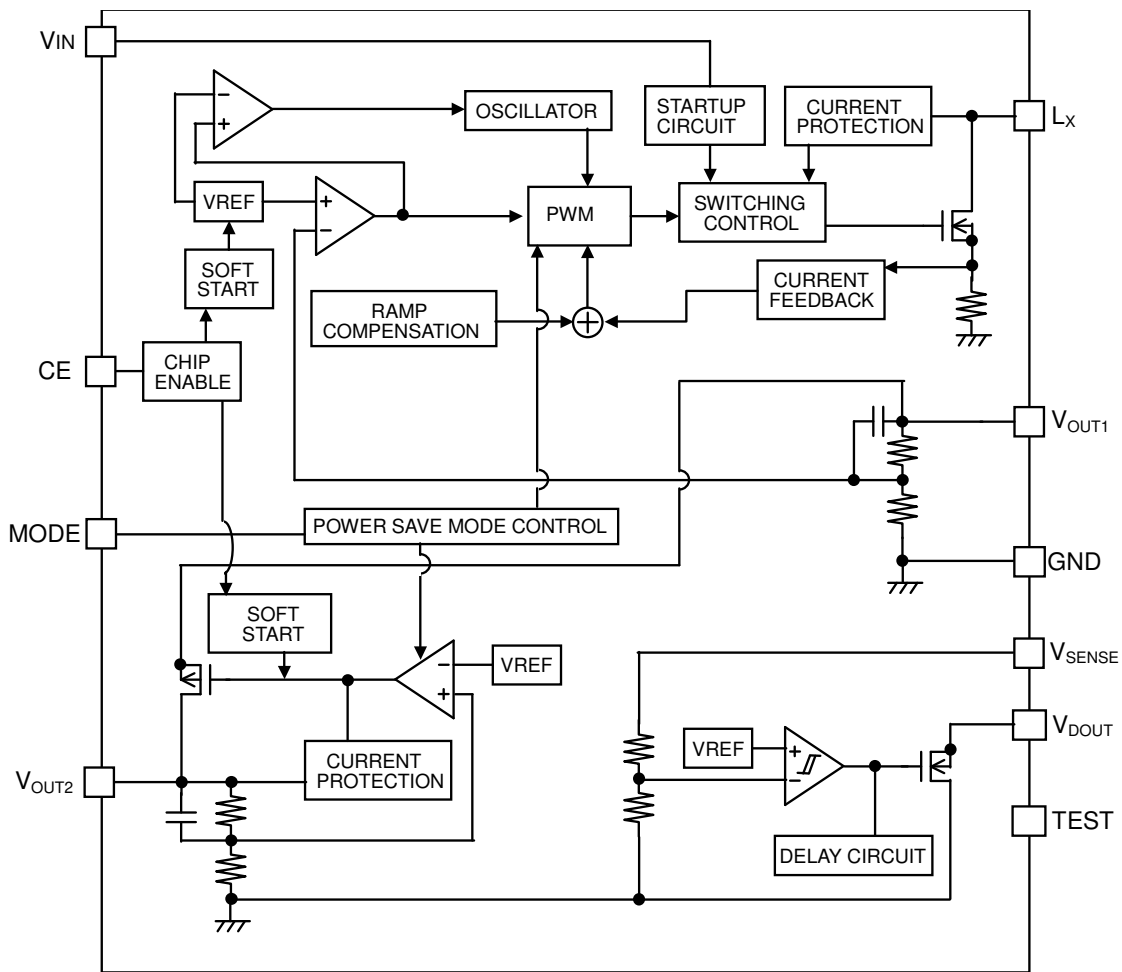 VIN
OSCILLATOR
STARTUP
CIRCUIT
CURRENT
PROTECTION
LX
−
+
VREF
+
−
PWM
SWITCHING
CONTROL
SOFT
START
RAMP
COMPENSATION
CURRENT
FEEDBACK
CE
CHIP
ENABLE
VOUT1
MODE
POWER SAVE MODE CONTROL
GND
SOFT
START
−
+
VREF
VSENSE
VREF
+
−
VDOUT
CURRENT
PROTECTION
VOUT2
TEST
DELAY CIRCUIT